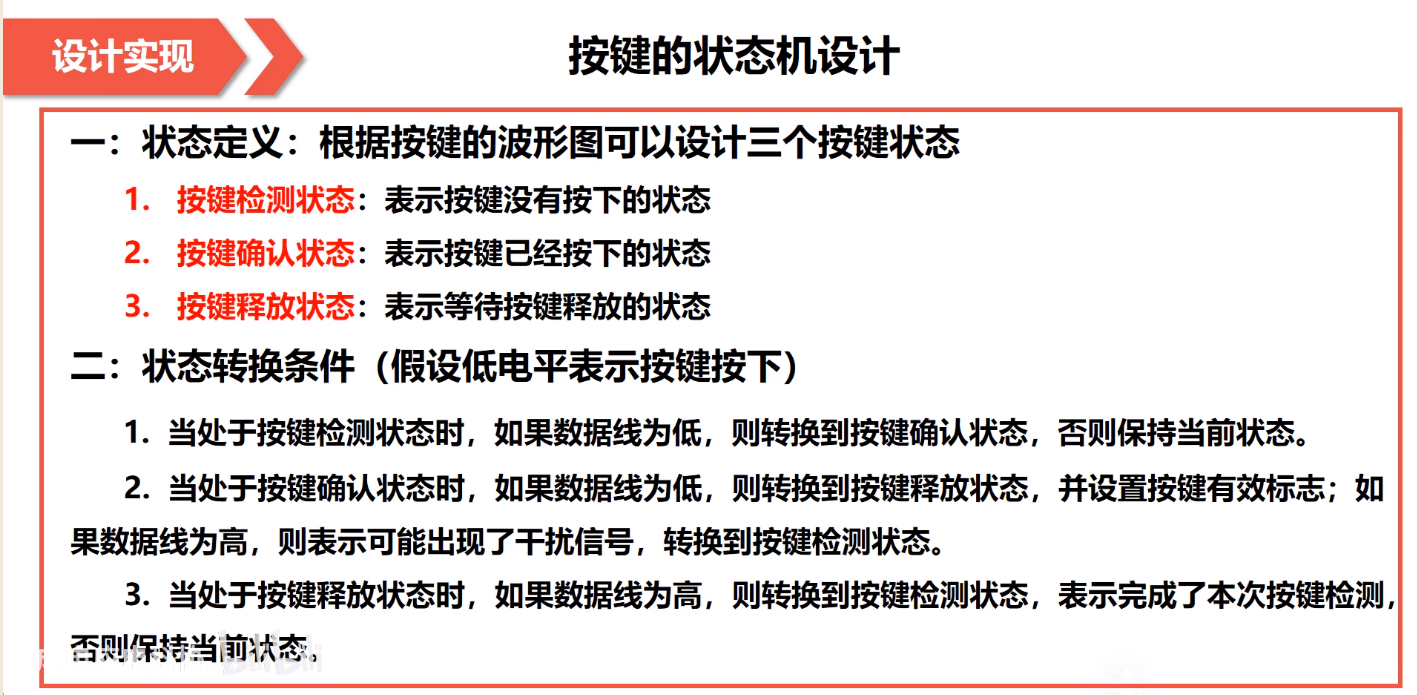 设计实现
按键的状态机设计
一：状态定义：根据按键的波形图可以设计三个按键状态
1. 按键检测状态：表示按键没有按下的状态
2. 按键确认状态：表示按键已经按下的状态
3. 按键释放状态：表示等待按键释放的状态
二：状态转换条件（假设低电平表示按键按下）
1. 当处于按键检测状态时，如果数据线为低，则转换到按键确认状态，否则保持当前状态。
2. 当处于按键确认状态时，如果数据线为低，则转换到按键释放状态，并设置按键有效标志；如
果数据线为高，则表示可能出现了干扰信号，转换到按键检测状态。
3. 当处于按键释放状态时，如果数据线为高，则转换到按键检测状态，表示完成了本次按键检测，
否则保持当前状态。